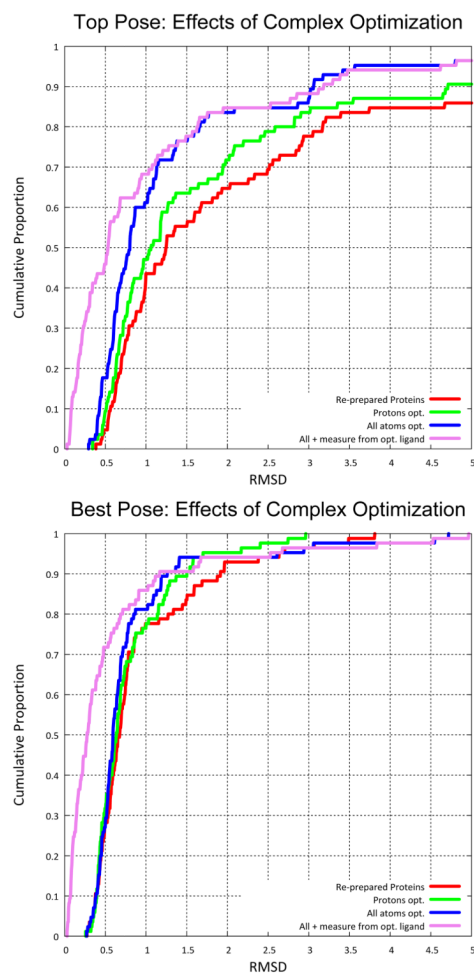 Top Pose: Effects of Complex Optimization
1
0.9
0.8
0.7
0.6
0.5
0.4
0.3
0.2
0.1
0
Cumulative Proportion
Re-prepared Proteins
Protons opt.
All atoms opt.
All + measure from opt. ligand
0 0.5 1 1.5 2 2.5 3 3.5 4 4.5 5
RMSD
Best Pose: Effects of Complex Optimization
1
0.9
0.8
0.7
0.6
0.5
0.4
0.3
0.2
0.1
0
Cumulative Proportion
Re-prepared Proteins
Protons opt.
All atoms opt.
All + measure from opt. ligand
0 0.5 1 1.5 2 2.5 3 3.5 4 4.5 5
RMSD